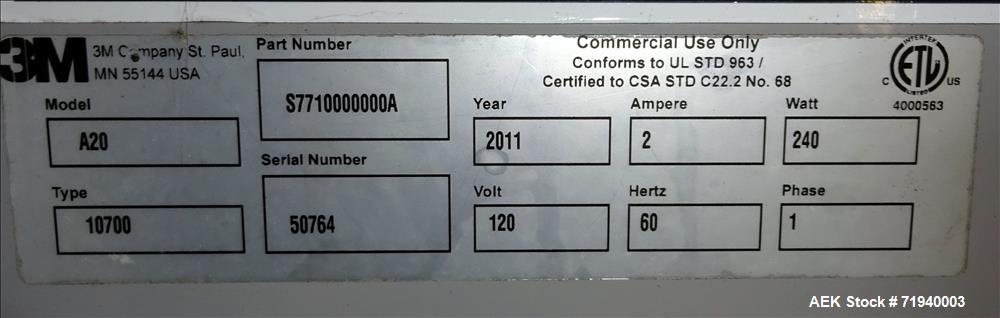 3M
3M Company St. Paul,
MN 55144 USA
Part Number
S7710000000A
Commercial Use Only
Conforms to UL STD 963 /
Certified to CSA STD C22.2 No. 68
INTERTEK
C ETL US
LISTED
4000563
Model
A20
Year
2011
Ampere
2
Watt
240
Type
10700
Serial Number
50764
Volt
120
Hertz
60
Phase
1
AEK Stock # 71940003